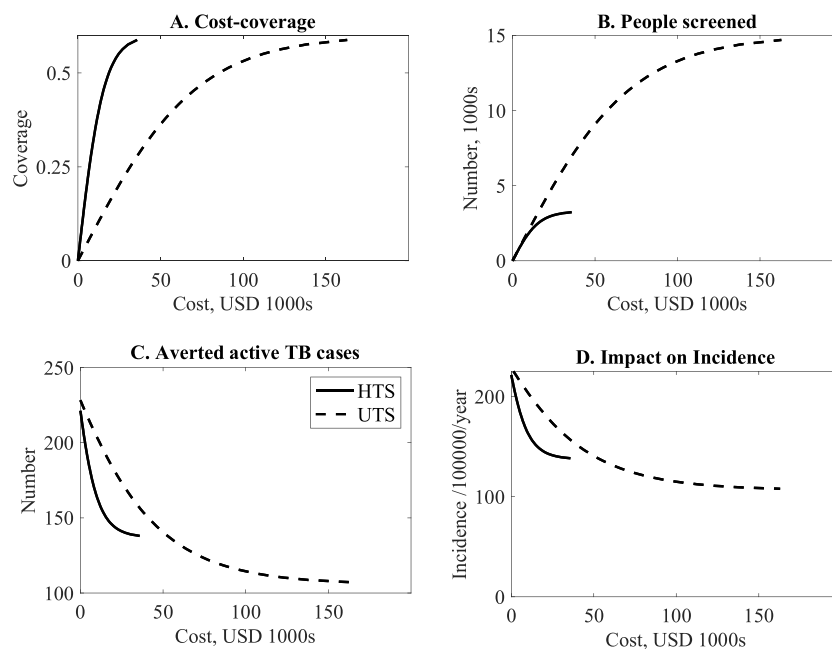 A. Cost-coverage
Coverage
0.5
0.25
0
0
50
100
150
Cost, USD 1000s
B. People screened
Number, 1000s
15
10
5
0
0
50
100
150
Cost, USD 1000s
C. Averted active TB cases
Number
250
200
150
100
HTS
UTS
0
50
100
150
Cost, USD 1000s
D. Impact on Incidence
Incidence /100000/year
200
100
0
0
50
100
150
Cost, USD 1000s